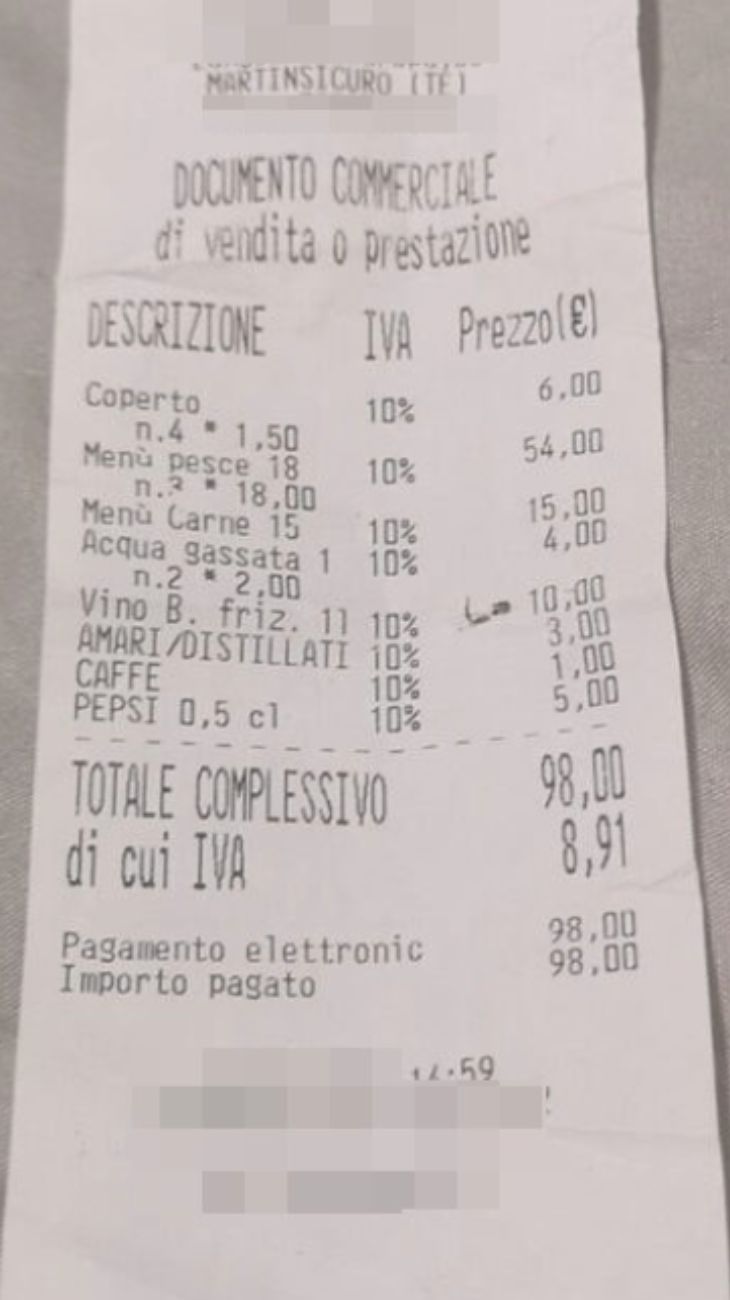 MARTINSICURO (TE)
DOCUMENTO COMMERCIALE
di vendita o prestazione
DESCRIZIONE IVA Prezzo(€)
Coperto 10% 6,00
n.4 * 1,50
Menù pesce 18 10% 54,00
n.3 * 18,00
Menù Carne 15 10% 15,00
Acqua gassata 1 10% 4,00
n.2 * 2,00
Vino B. friz. 1l 10% 10,00
AMARI/DISTILLATI 10% 3,00
CAFFE 10% 1,00
PEPSI 0,5 cl 10% 5,00
TOTALE COMPLESSIVO 98,00
di cui IVA 8,91
Pagamento elettronic 98,00
Importo pagato 98,00